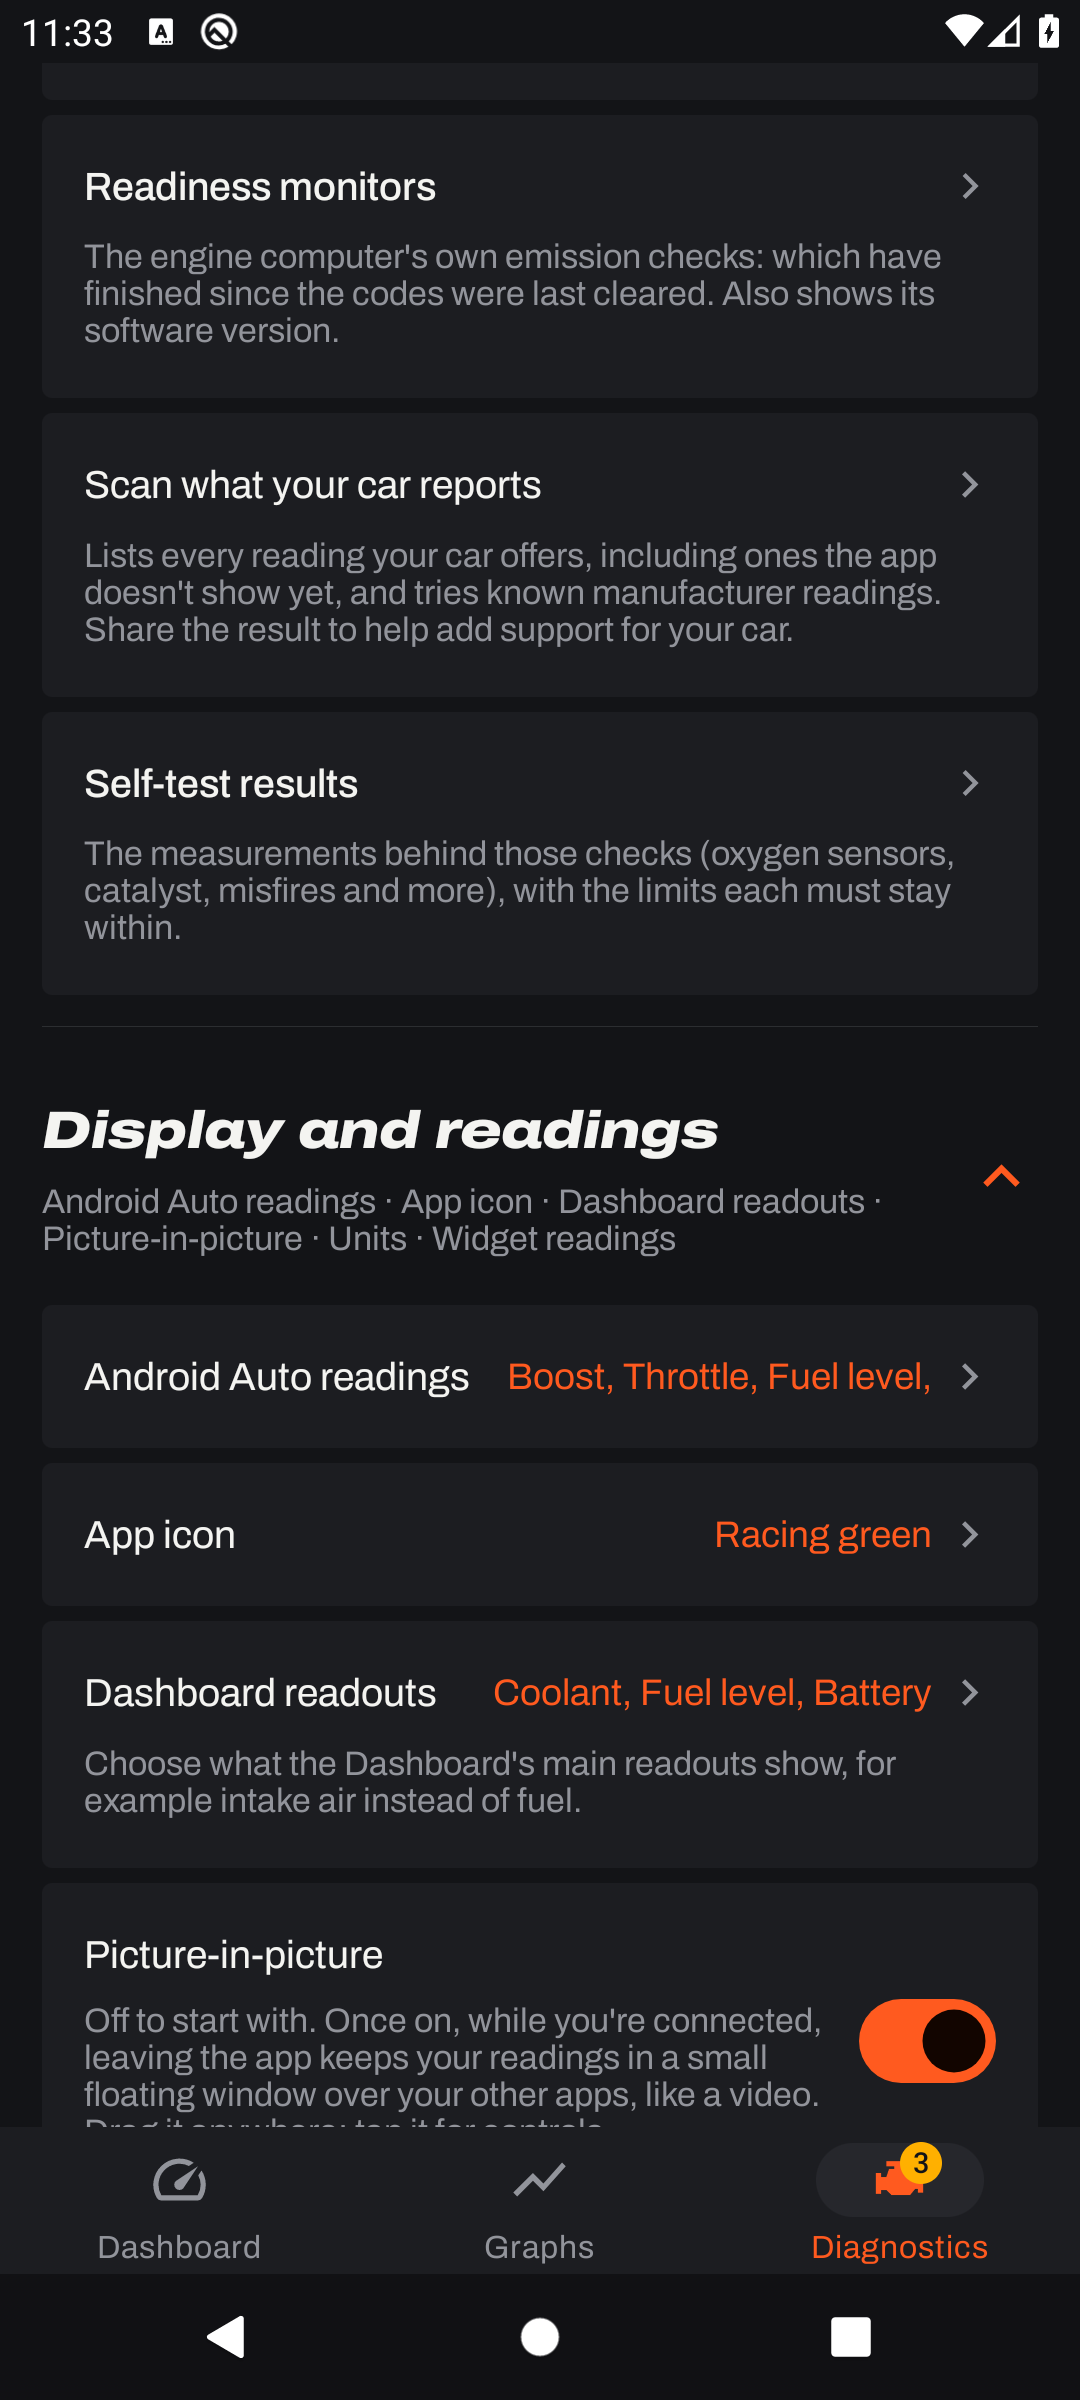 11:33
Readiness monitors
The engine computer's own emission checks: which have
finished since the codes were last cleared. Also shows its
software version.
Scan what your car reports
Lists every reading your car offers, including ones the app
doesn't show yet, and tries known manufacturer readings.
Share the result to help add support for your car.
Self-test results
The measurements behind those checks (oxygen sensors,
catalyst, misfires and more), with the limits each must stay
within.
Display and readings
Android Auto readings · App icon · Dashboard readouts ·
Picture-in-picture · Units · Widget readings
Android Auto readings Boost, Throttle, Fuel level,
App icon Racing green
Dashboard readouts Coolant, Fuel level, Battery
Choose what the Dashboard's main readouts show, for
example intake air instead of fuel.
Picture-in-picture
Off to start with. Once on, while you're connected,
leaving the app keeps your readings in a small
floating window over your other apps, like a video.
Drag it anywhere; tap it for controls.
3
Dashboard Graphs Diagnostics